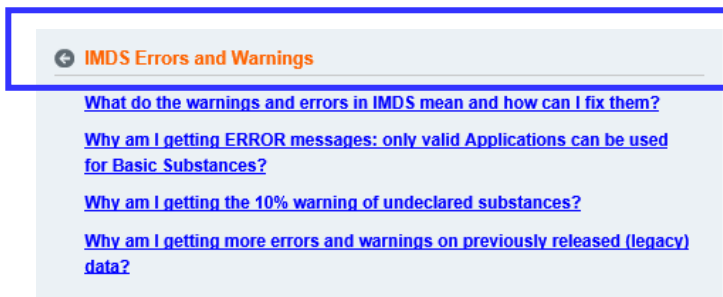 IMDS Errors and Warnings
What do the warnings and errors in IMDS mean and how can I fix them?
Why am I getting ERROR messages: only valid Applications can be used
for Basic Substances?
Why am I getting the 10% warning of undeclared substances?
Why am I getting more errors and warnings on previously released (legacy)
data?